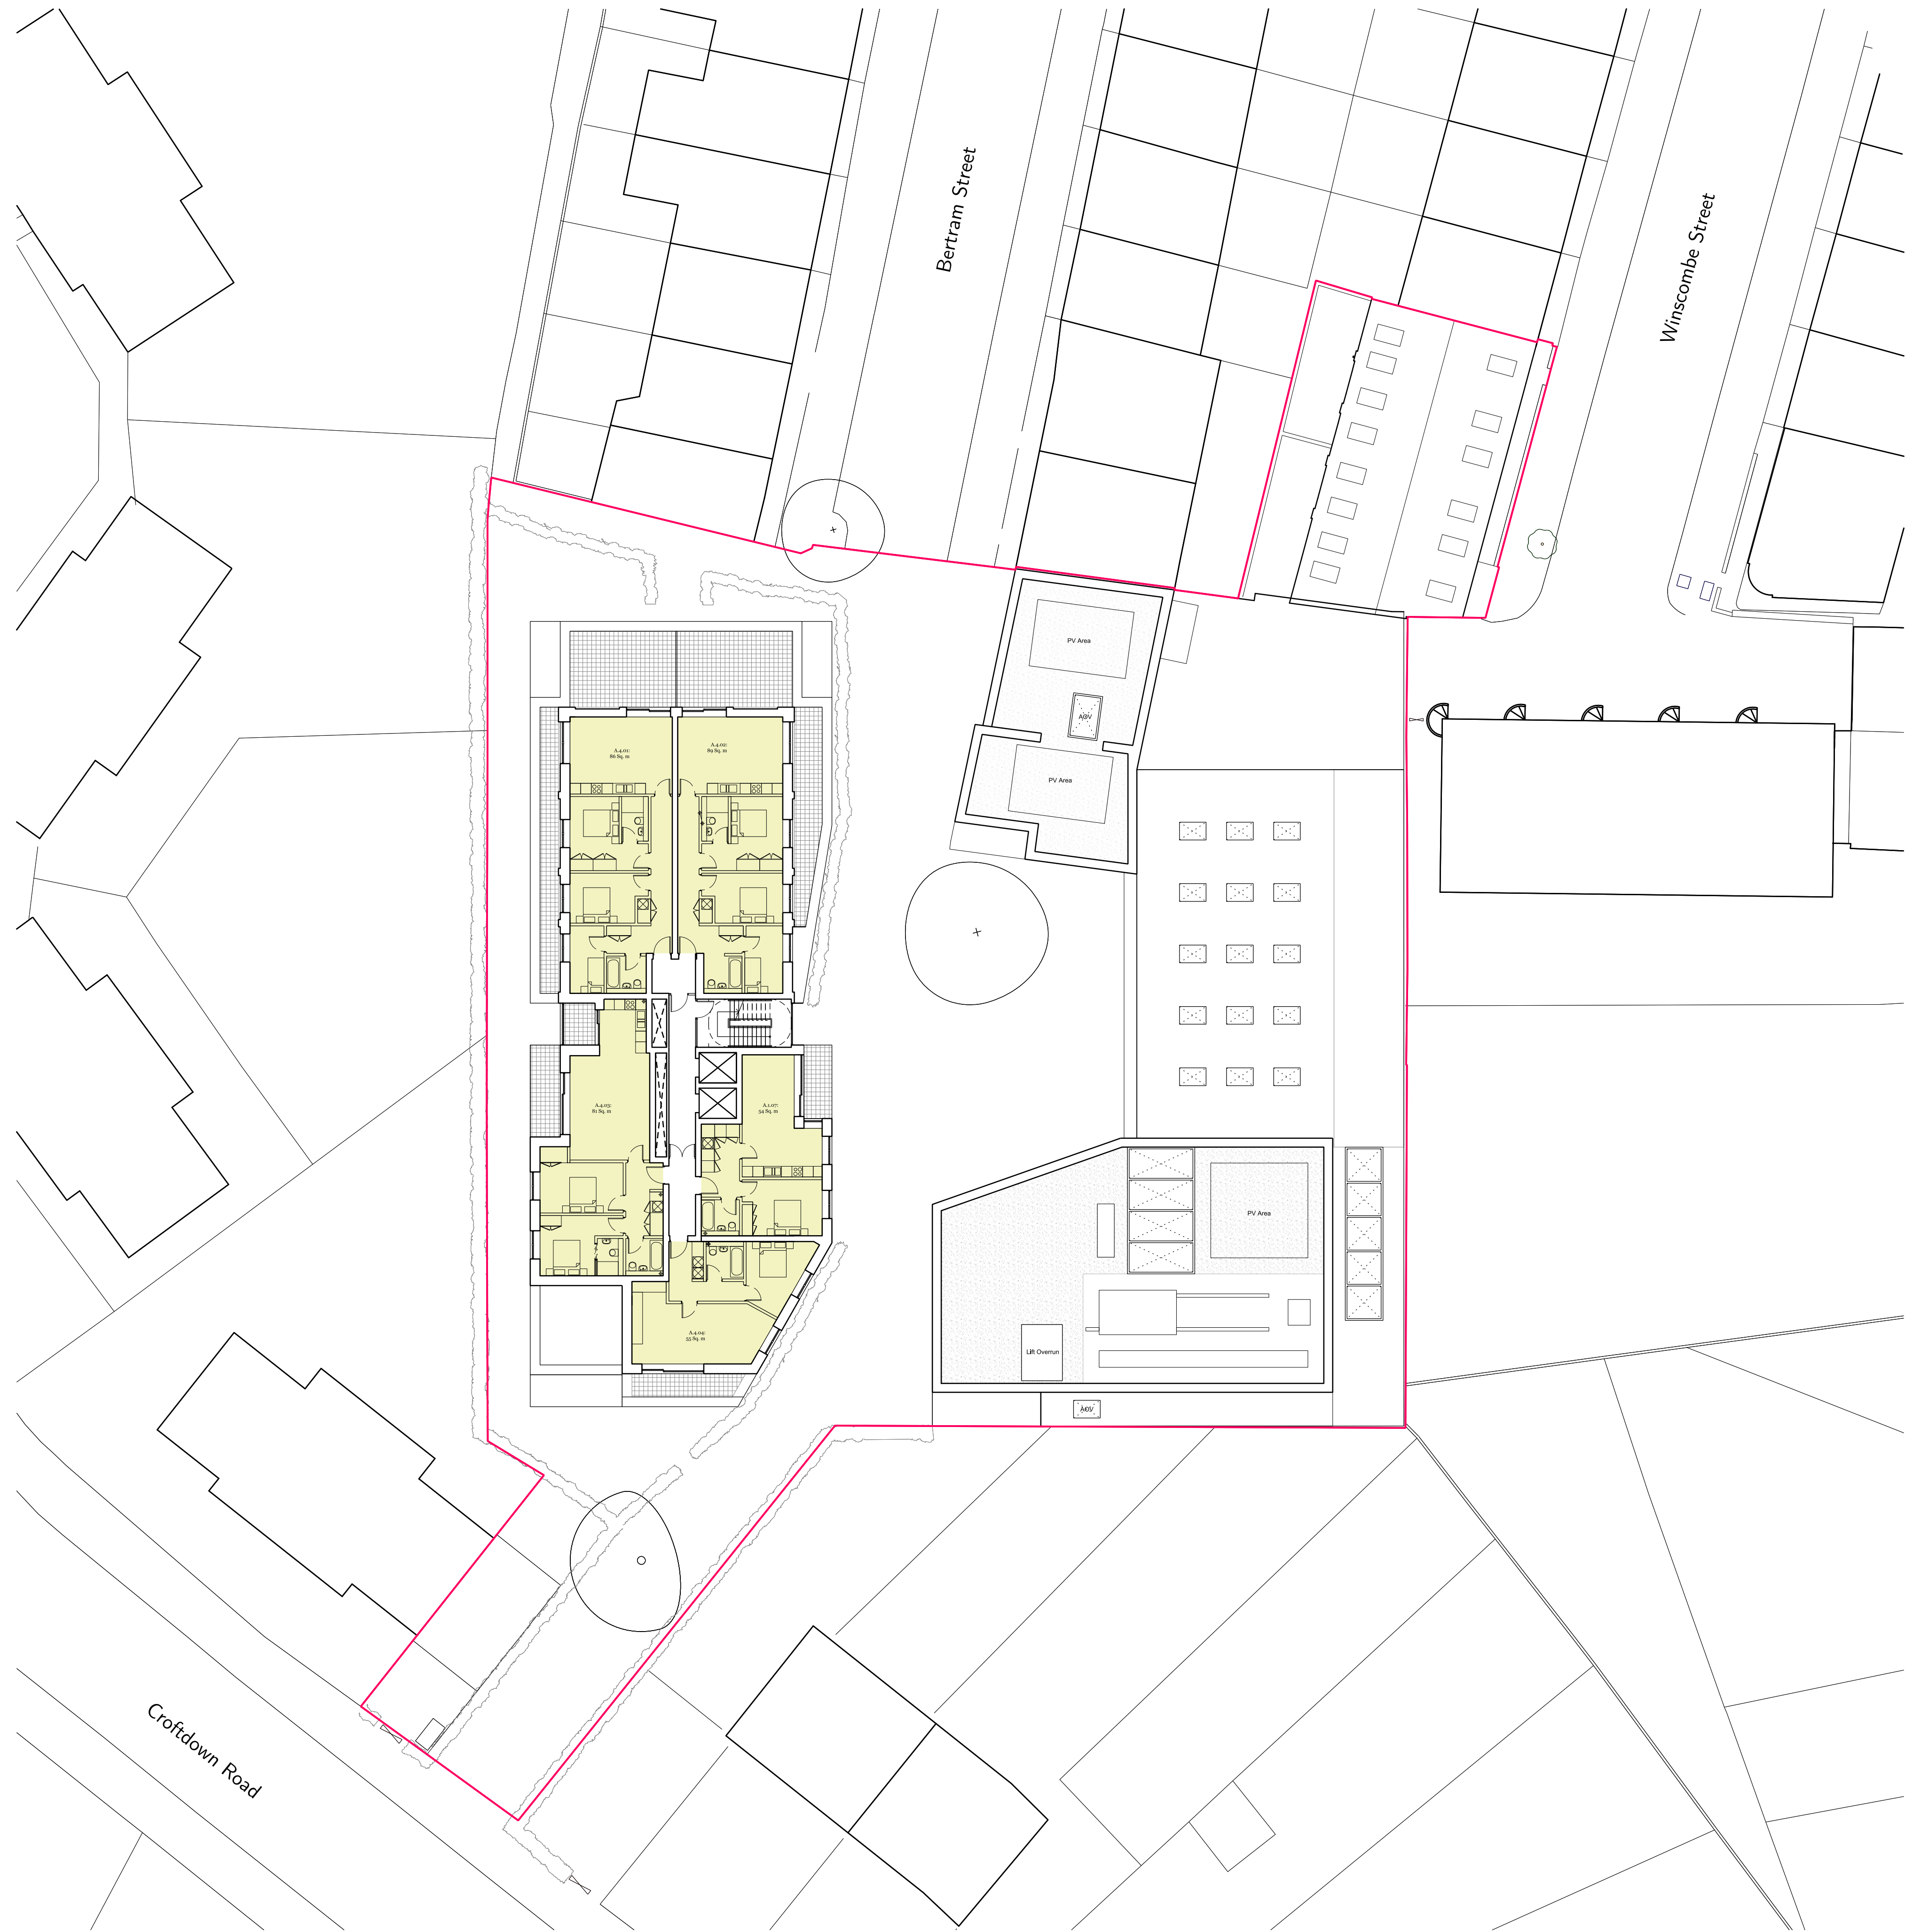 Bertram Street
Winscombe Street
PV Area
AOV
PV Area
A.4.01:
86 Sq. m
A.4.02:
89 Sq. m
A.4.03:
81 Sq. m
A.1.07:
54 Sq. m
PV Area
A.4.04:
55 Sq. m
Lift Overrun
AOV
Croftdown Road